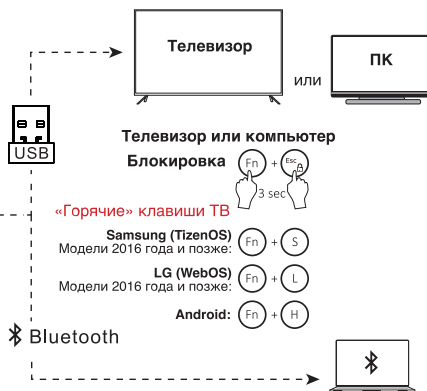 Телевизор
ПК
или
USB
Телевизор или компьютер
Блокировка Fn + Esc
3 sec
«Горячие» клавиши ТВ
Samsung (TizenOS)
Модели 2016 года и позже: Fn + S
LG (WebOS)
Модели 2016 года и позже: Fn + L
Android: Fn + H
Bluetooth